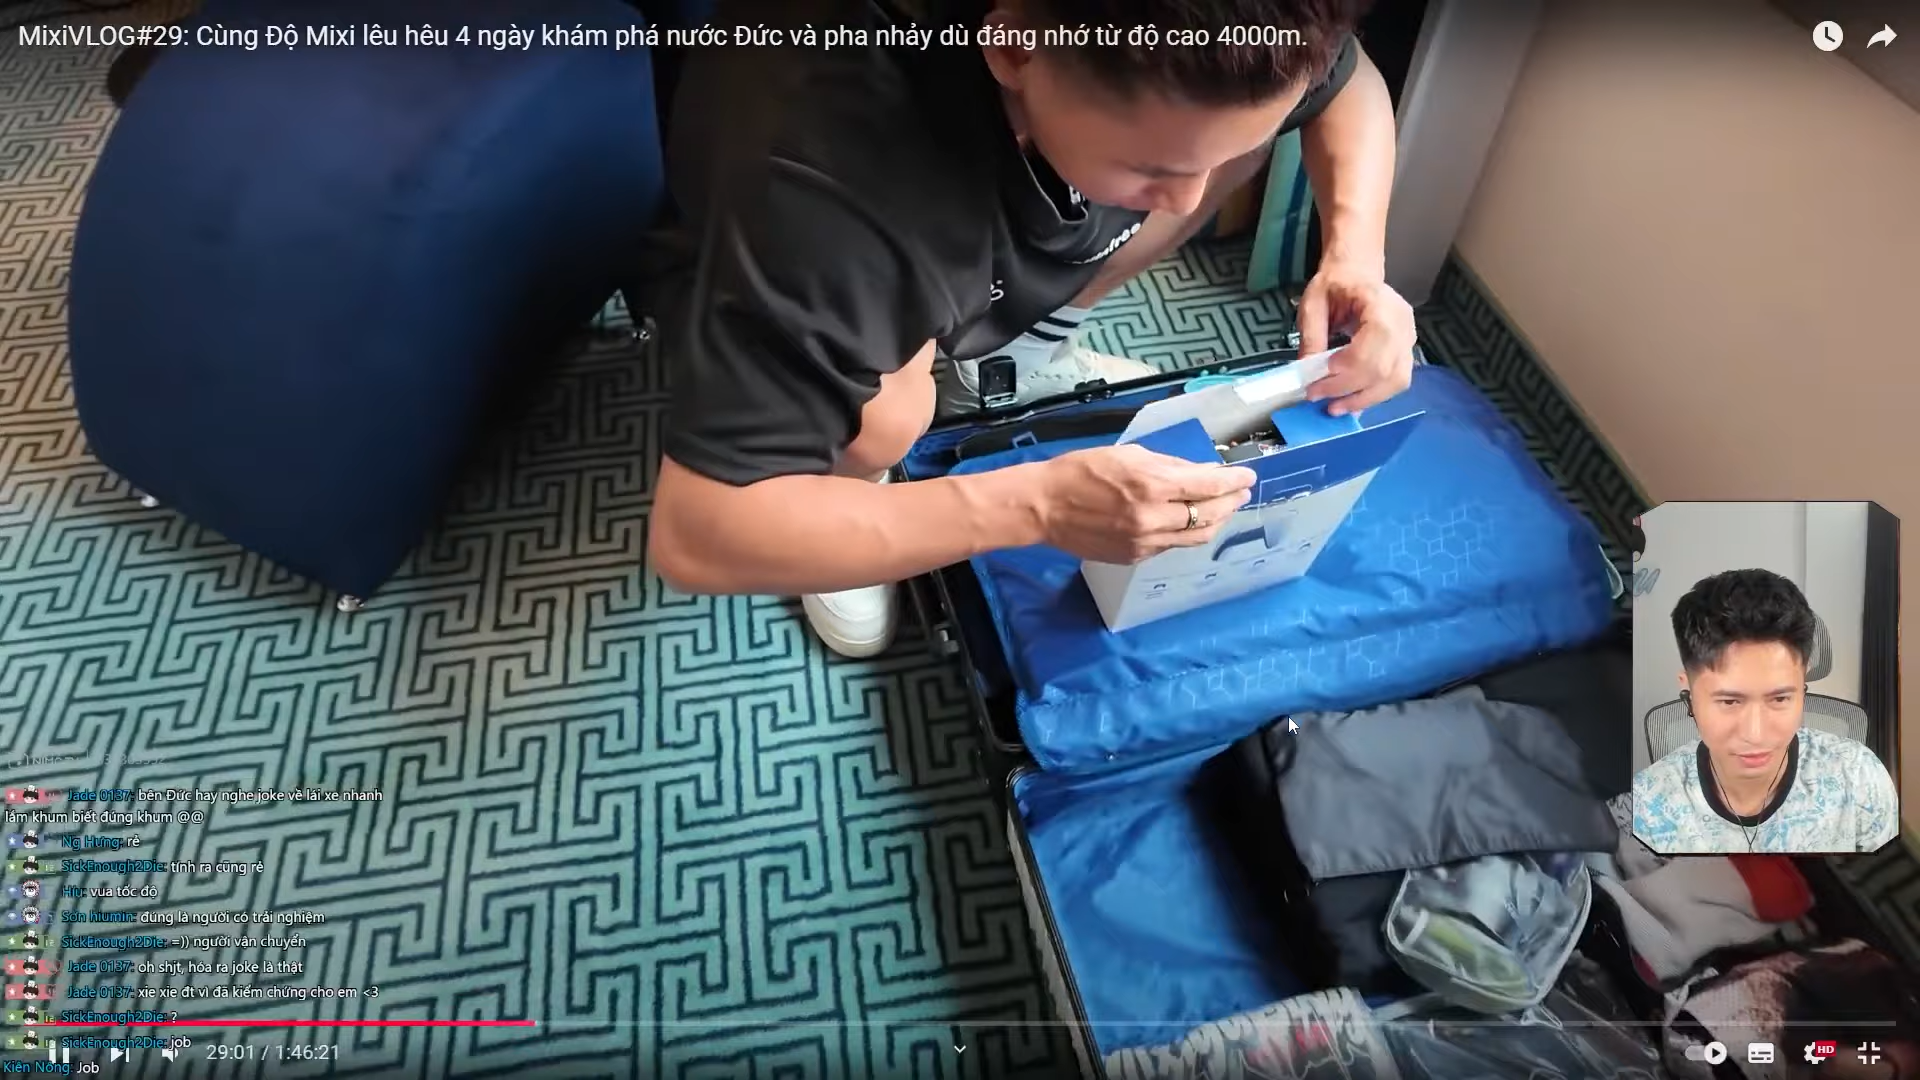 MixiVLOG#29: Cùng Độ Mixi lêu hêu 4 ngày khám phá nước Đức và pha nhảy dù đáng nhớ từ độ cao 4000m.
Jade 0137: bên Đức hay nghe joke về lái xe nhanh
lắm khum biết đúng khum @@
Ng Hưng: rẻ
SickEnough2Die: tính ra cũng rẻ
Hịu: vua tốc độ
Sơn hiumin: đúng là người có trải nghiệm
SickEnough2Die: =)) người vận chuyển
Jade 0137: oh shjt, hóa ra joke là thật
Jade 0137: xie xie đt vì đã kiểm chứng cho em <3
SickEnough2Die: ?
SickEnough2Die: job
29:01 / 1:46:21
HD
Kiên Nông: Job